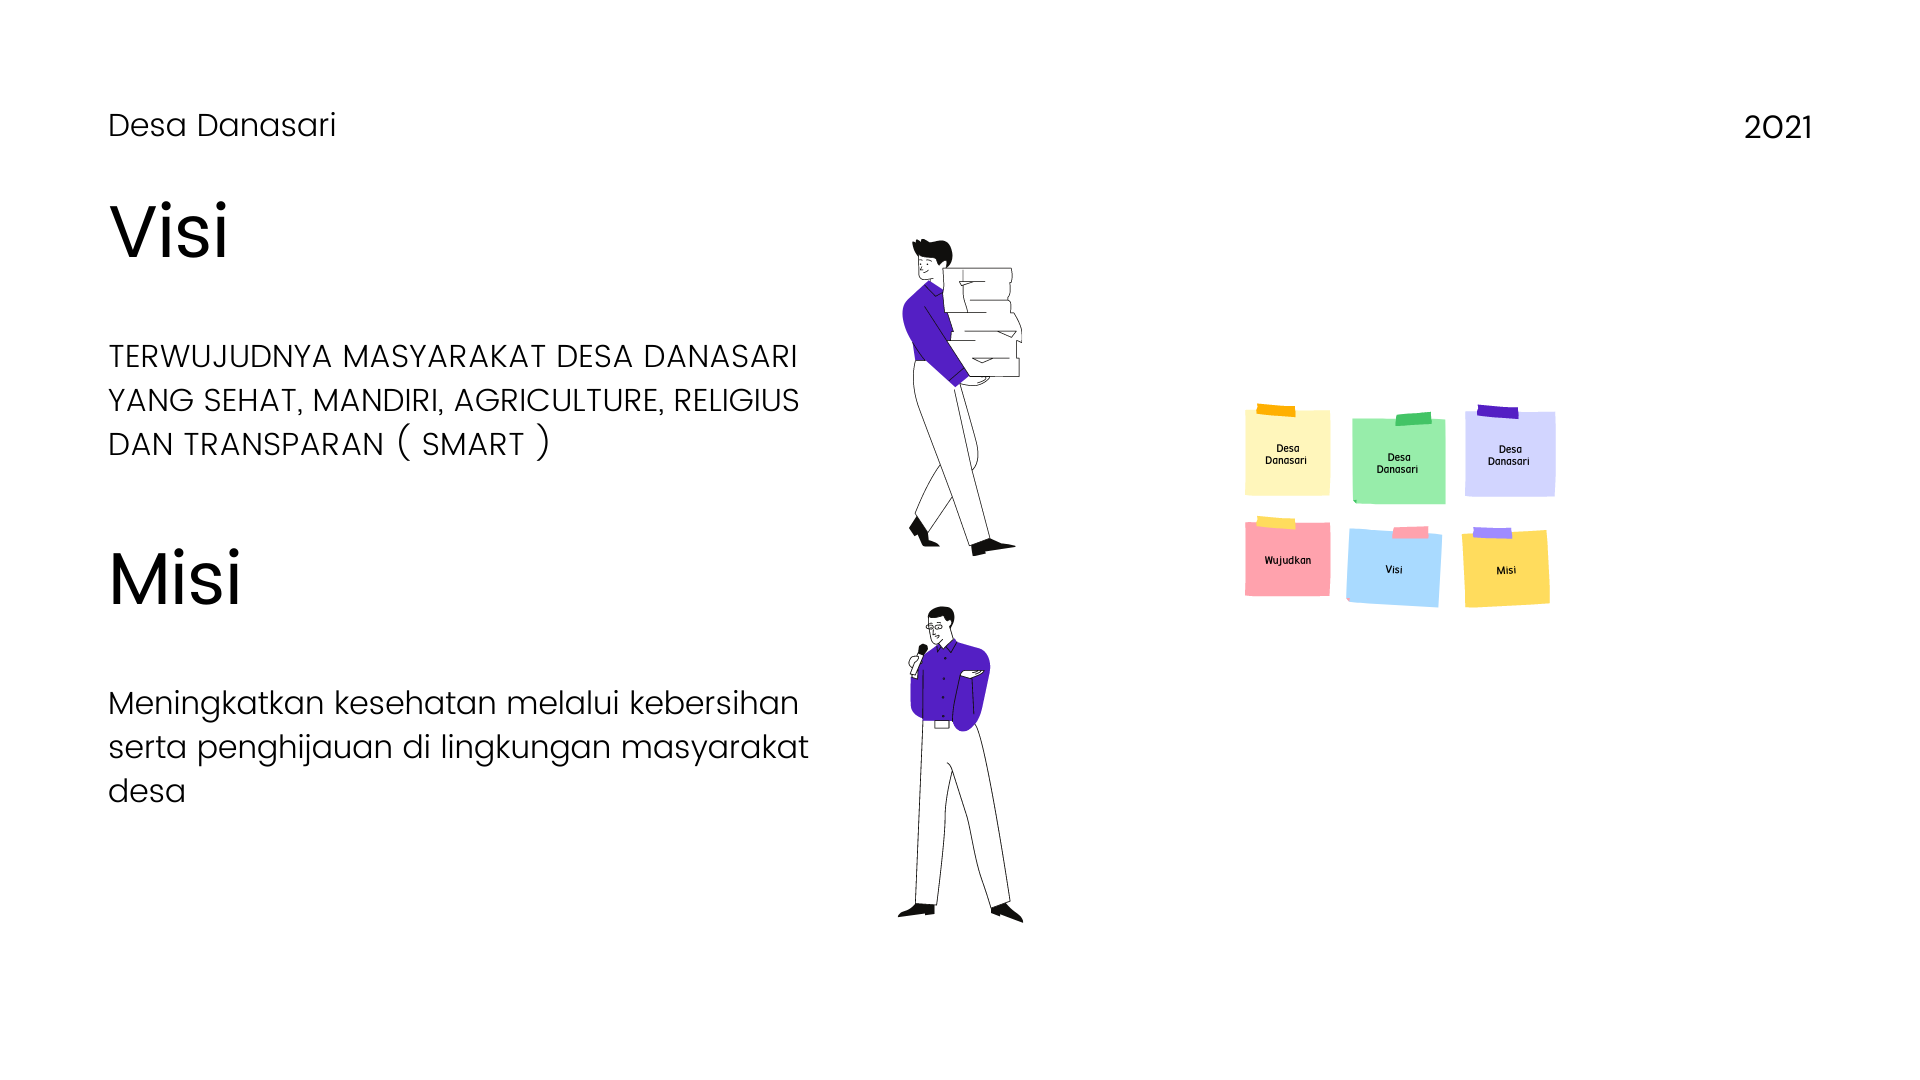 Desa Danasari
2021
Visi
TERWUJUDNYA MASYARAKAT DESA DANASARI
YANG SEHAT, MANDIRI, AGRICULTURE, RELIGIUS
DAN TRANSPARAN ( SMART )
Misi
Meningkatkan kesehatan melalui kebersihan
serta penghijauan di lingkungan masyarakat
desa
Desa
Danasari
Desa
Danasari
Desa
Danasari
Wujudkan
Visi
Misi